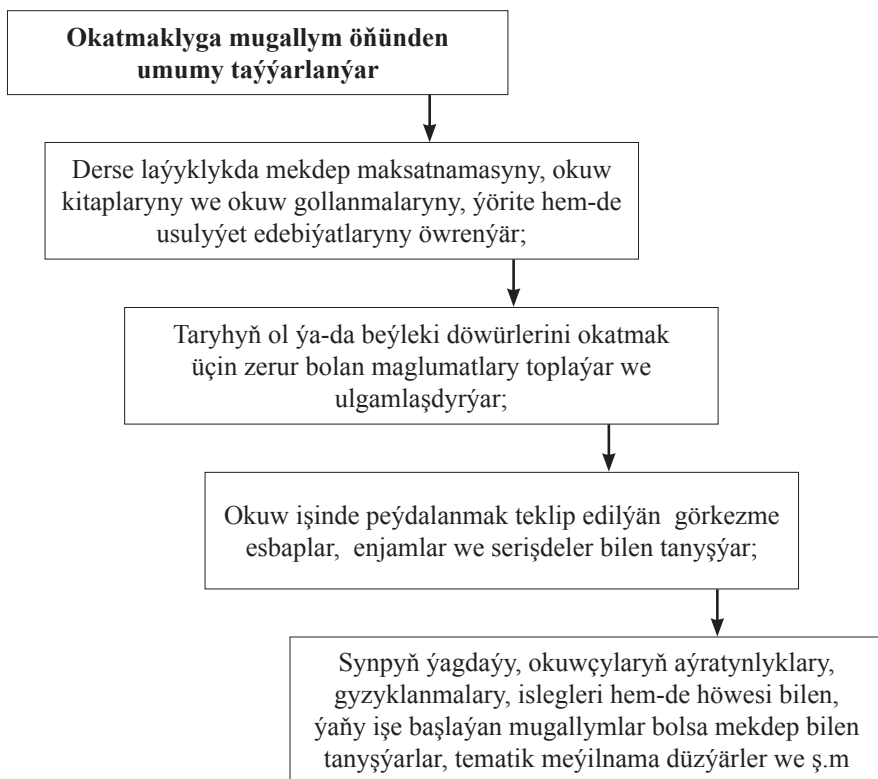 Okatmaklyga mugallym öňünden
umumy taýýarlanýar
Derse laýyklykda mekdep maksatnamasyny, okuw
kitaplaryny we okuw gollanmalaryny, ýörite hem-de
usulyýet edebiýatlaryny öwrenýär;
Taryhyň ol ýa-da beýleki döwürlerini okatmak
üçin zerur bolan maglumatlary toplaýar we
ulgamlaşdyrýar;
Okuw işinde peýdalanmak teklip edilýän görkezme
esbaplar, enjamlar we serişdeler bilen tanyşýar;
Synpyň ýagdaýy, okuwçylaryň aýratynlyklary,
gyzyklanmalary, islegleri hem-de höwesi bilen,
ýaňy işe başlaýan mugallymlar bolsa mekdep bilen
tanyşýarlar, tematik meýilnama düzýärler we ş.m